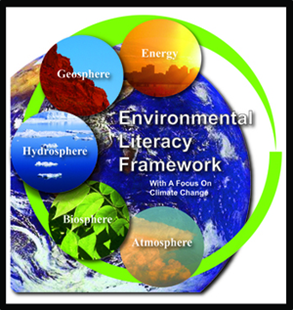 Energy
Geosphere
Environmental
Literacy
Framework
With A Focus On
Climate Change
Hydrosphere
Biosphere
Atmosphere